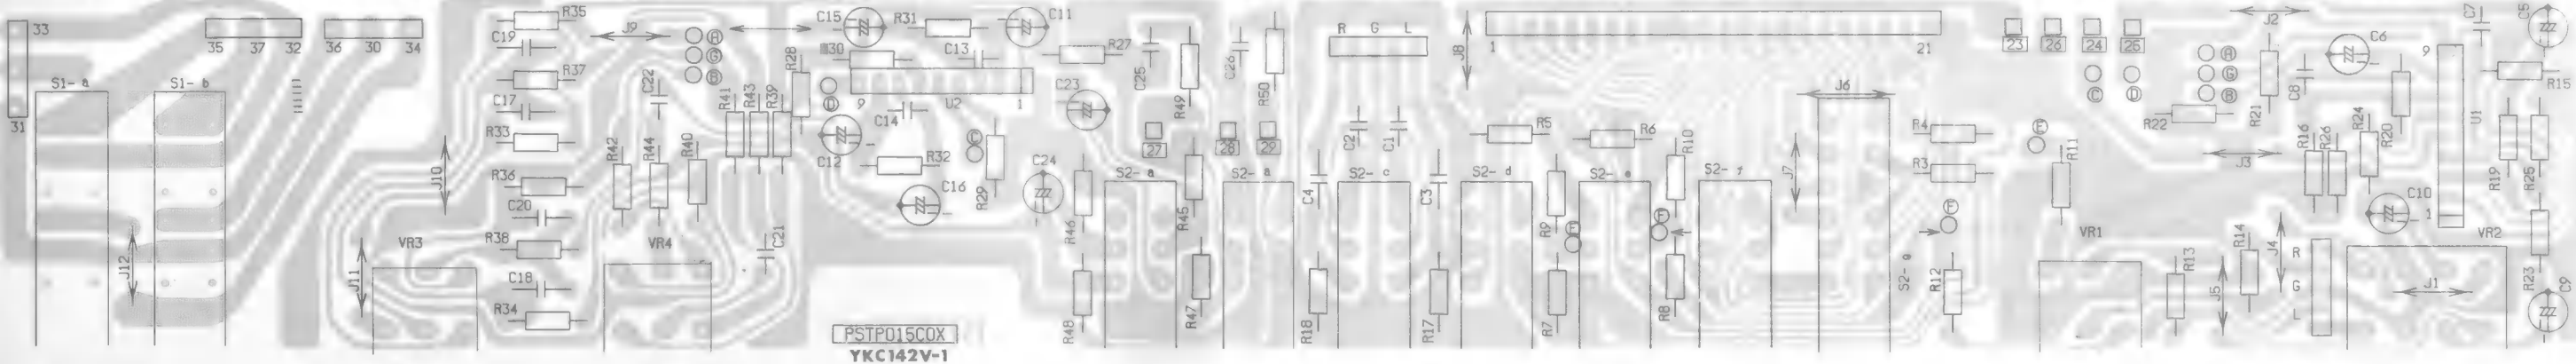 33
35 37 32
36 30 34
31
S1- a
S1- b
J12
R35
C19
R37
C17
R33
J10
R36
C20
R38
C18
R34
J11
VR3
J9
R
G
B
C22
R42
R44
R40
R41
R43
R39
R28
VR4
C21
C15
R31
C11
R30
C13
R27
D
9 U2 1
C14
C23
C12
C
R32
R29
C16
C24
PSTP015COX
YKC142V-1
C25
R49
C26
R50
27
28
29
S2- a
S2- a
R46
R45
R48
R47
R G L
C2
C1
C4
S2- c
C3
R18
R17
J8
1
21
R5
R6
R10
S2- d
S2- e
S2- f
R9
F
F
R7
R8
J6
J7
S2- g
R4
R3
F
R12
23
26
24
25
F
R11
VR1
R13
C
D
R22
J2
R
G
B
R21
C8
C6
J3
R16
R26
R24
R20
9
U1
1
C10
R14
J4
J5
R
G
L
J1
VR2
C7
C5
R15
R19
R25
R23
C9